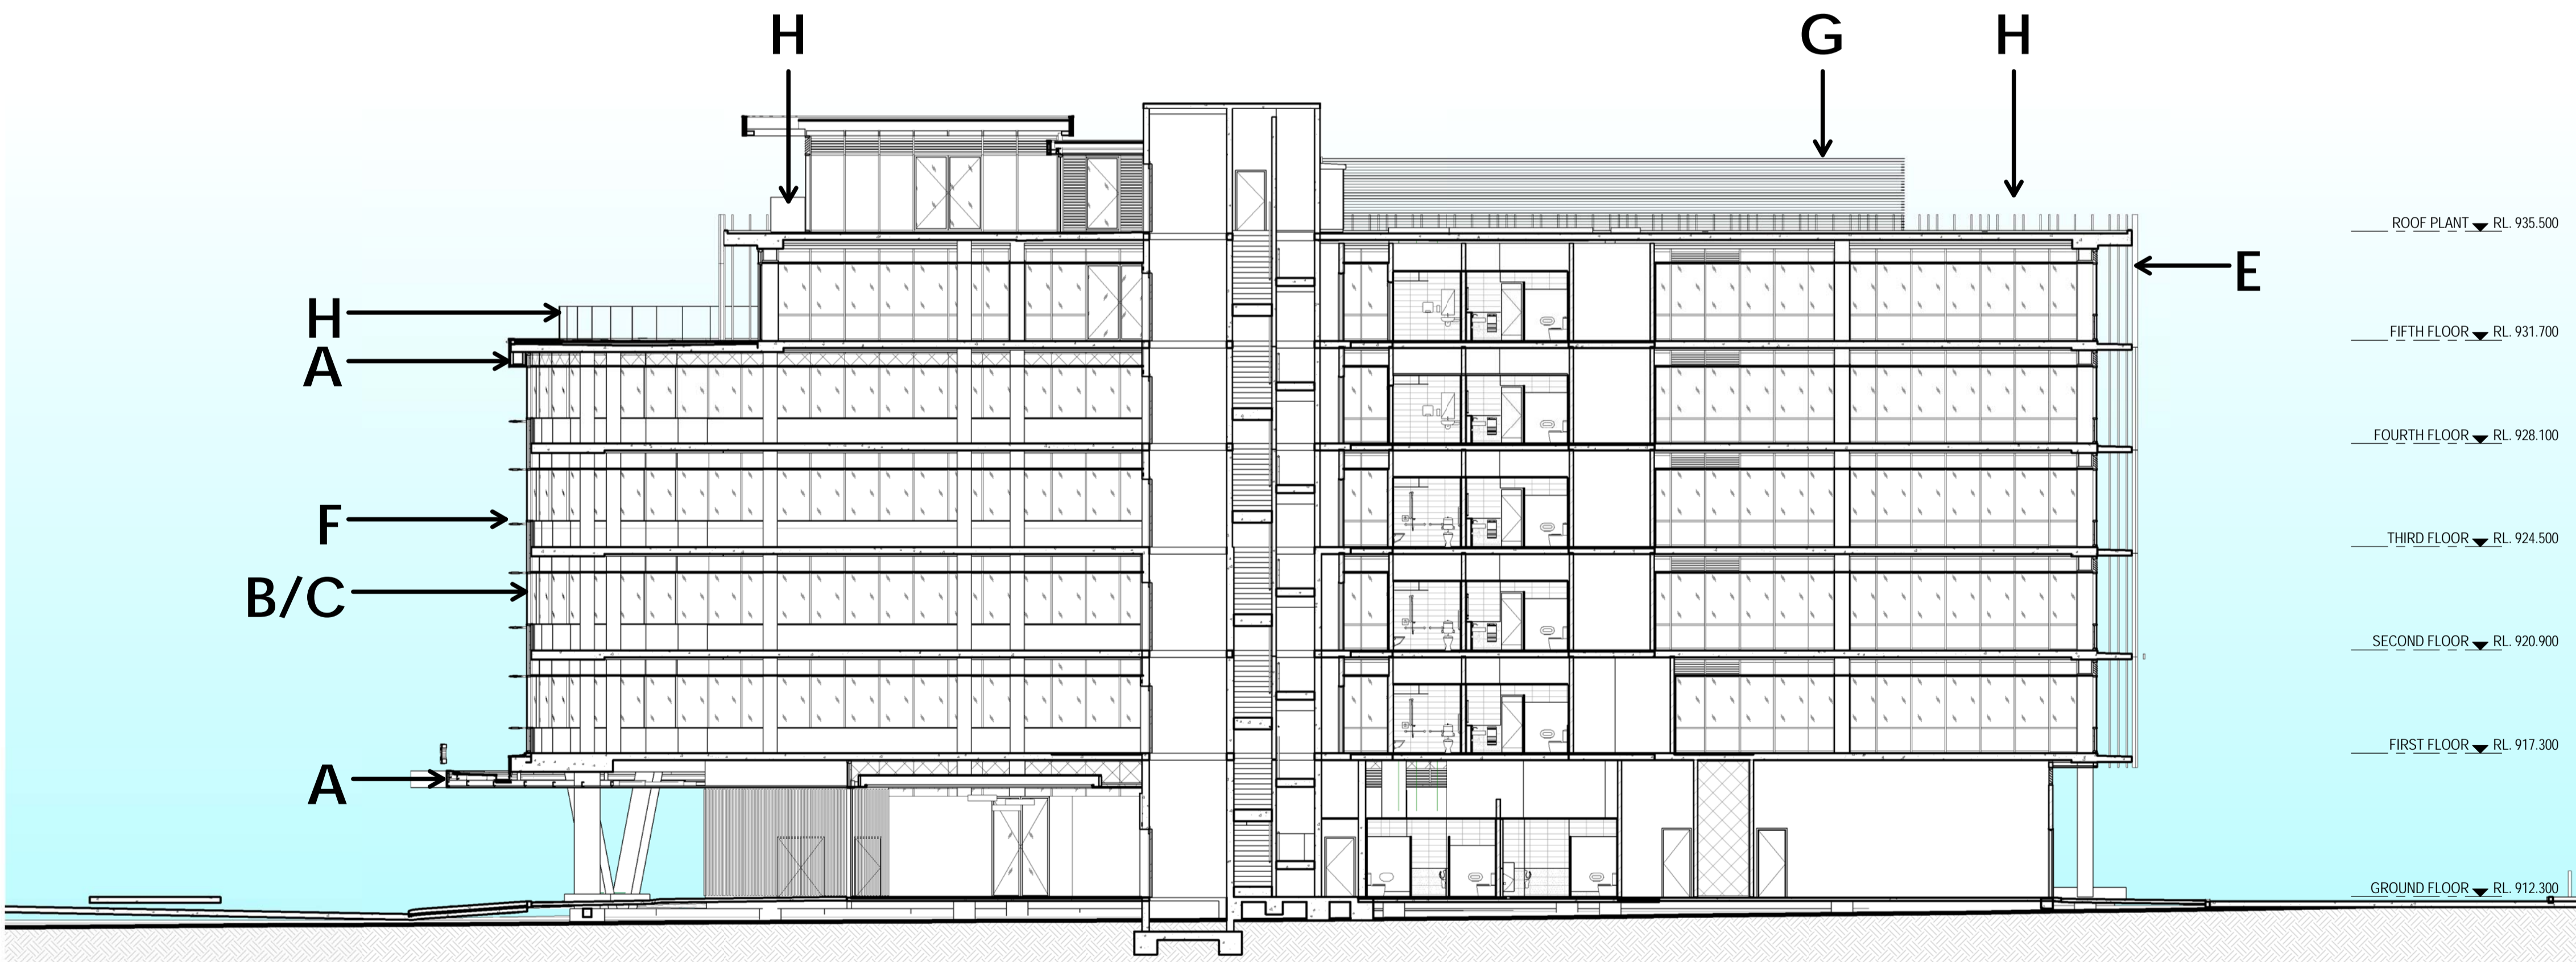 H
G
H
ROOF PLANT RL. 935.500
E
H
FIFTH FLOOR RL. 931.700
A
FOURTH FLOOR RL. 928.100
F
THIRD FLOOR RL. 924.500
B/C
SECOND FLOOR RL. 920.900
FIRST FLOOR RL. 917.300
A
GROUND FLOOR RL. 912.300